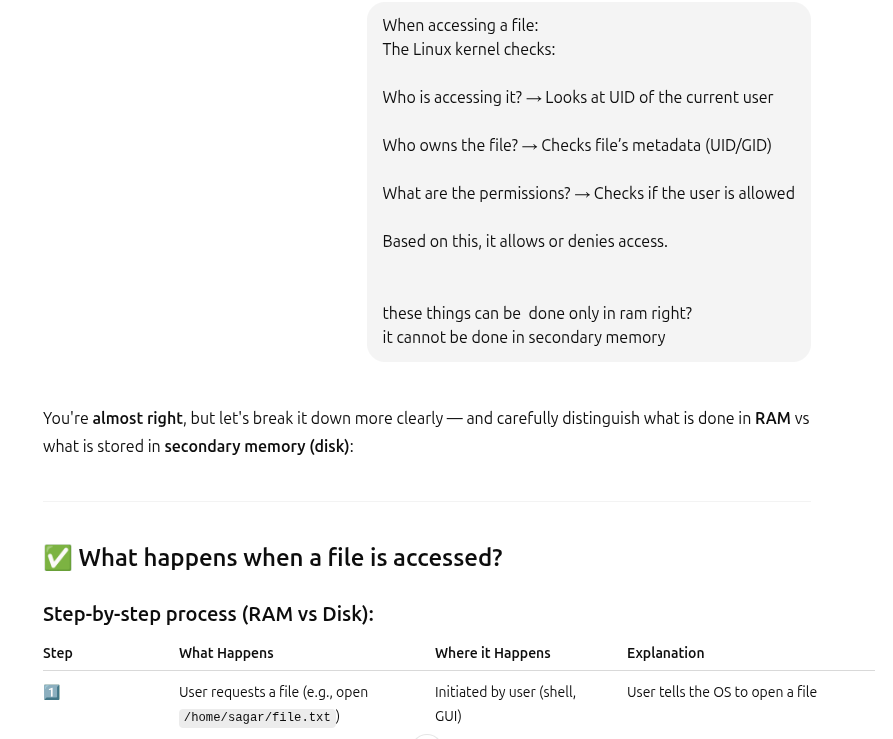 When accessing a file:
The Linux kernel checks:
Who is accessing it? → Looks at UID of the current user
Who owns the file? → Checks file’s metadata (UID/GID)
What are the permissions? → Checks if the user is allowed
Based on this, it allows or denies access.
these things can be  done only in ram right?
it cannot be done in secondary memory
You're almost right, but let's break it down more clearly — and carefully distinguish what is done in RAM vs
what is stored in secondary memory (disk):
✅ What happens when a file is accessed?
Step-by-step process (RAM vs Disk):
Step What Happens Where it Happens Explanation
1️⃣ User requests a file (e.g., open Initiated by user (shell, User tells the OS to open a file
/home/sagar/file.txt ) GUI)